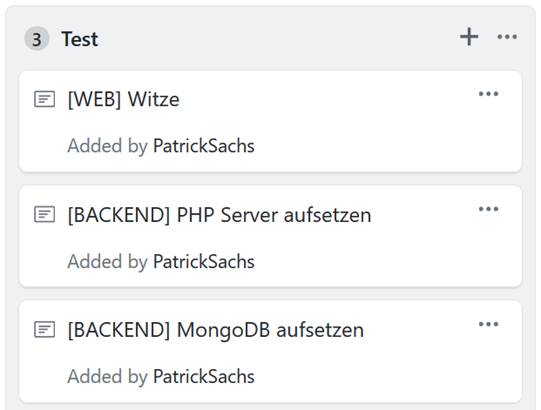 3 Test
[WEB] Witze
Added by PatrickSachs
[BACKEND] PHP Server aufsetzen
Added by PatrickSachs
[BACKEND] MongoDB aufsetzen
Added by PatrickSachs